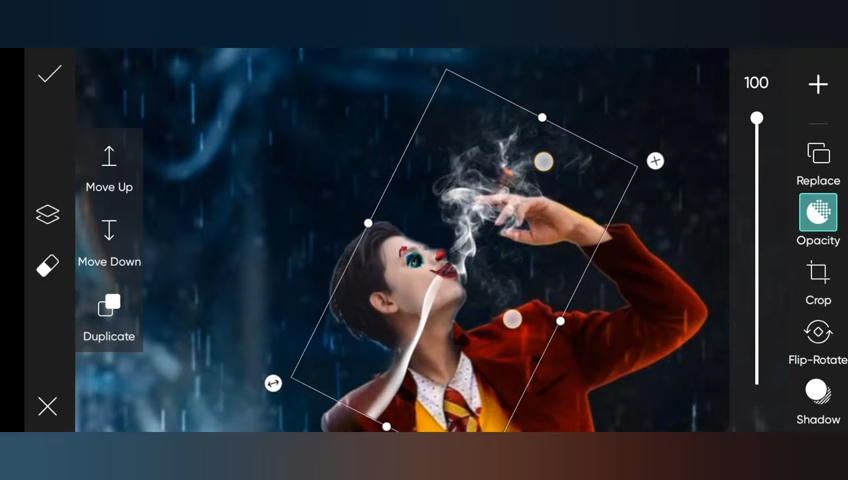 Move Up
Move Down
Duplicate
100
Replace
Opacity
Crop
Flip-Rotate
Shadow